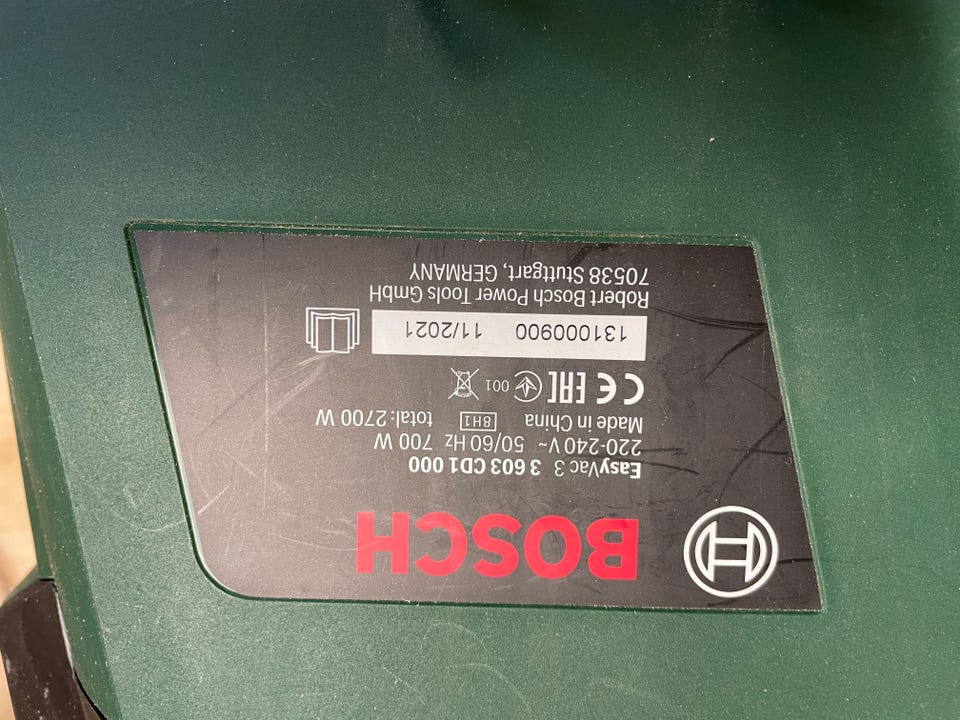 BOSCH
EasyVac 3 3 603 CD1 000
220-240 V ~ 50/60 Hz 700 W
Made in China 8H1 total: 2700 W
CE EAC 001
131000900 11/2021
Robert Bosch Power Tools GmbH
70538 Stuttgart, GERMANY